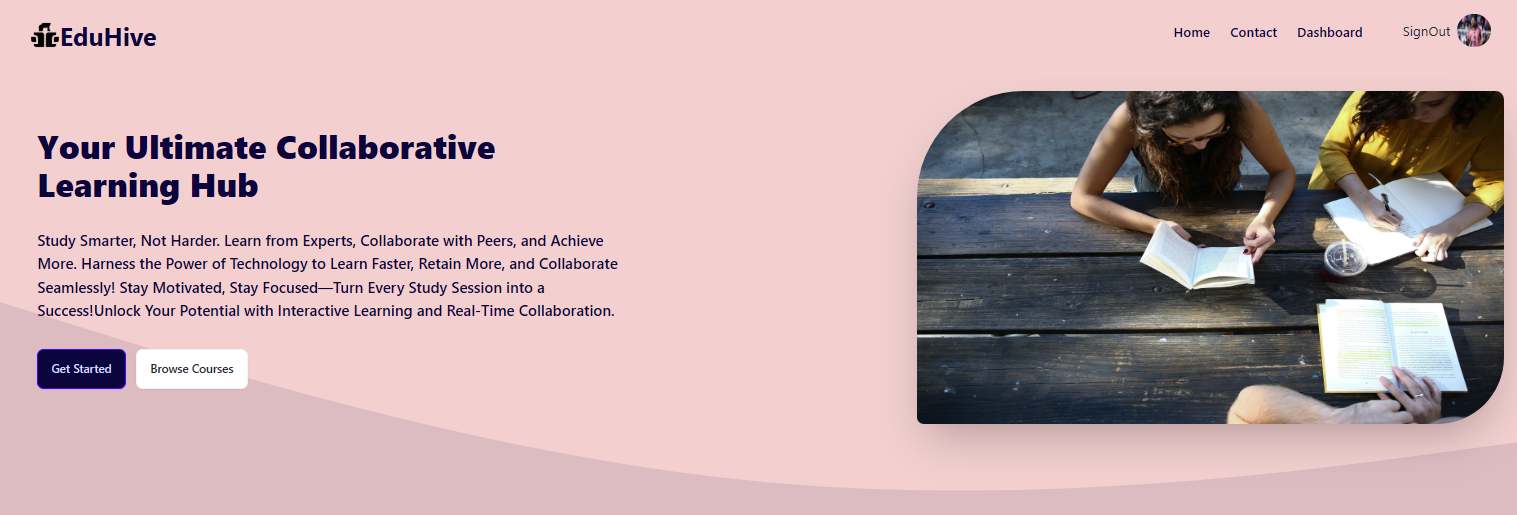 EduHive
Home
Contact
Dashboard
SignOut
Your Ultimate Collaborative
Learning Hub
Study Smarter, Not Harder. Learn from Experts, Collaborate with Peers, and Achieve
More. Harness the Power of Technology to Learn Faster, Retain More, and Collaborate
Seamlessly! Stay Motivated, Stay Focused—Turn Every Study Session into a
Success!Unlock Your Potential with Interactive Learning and Real-Time Collaboration.
Get Started
Browse Courses